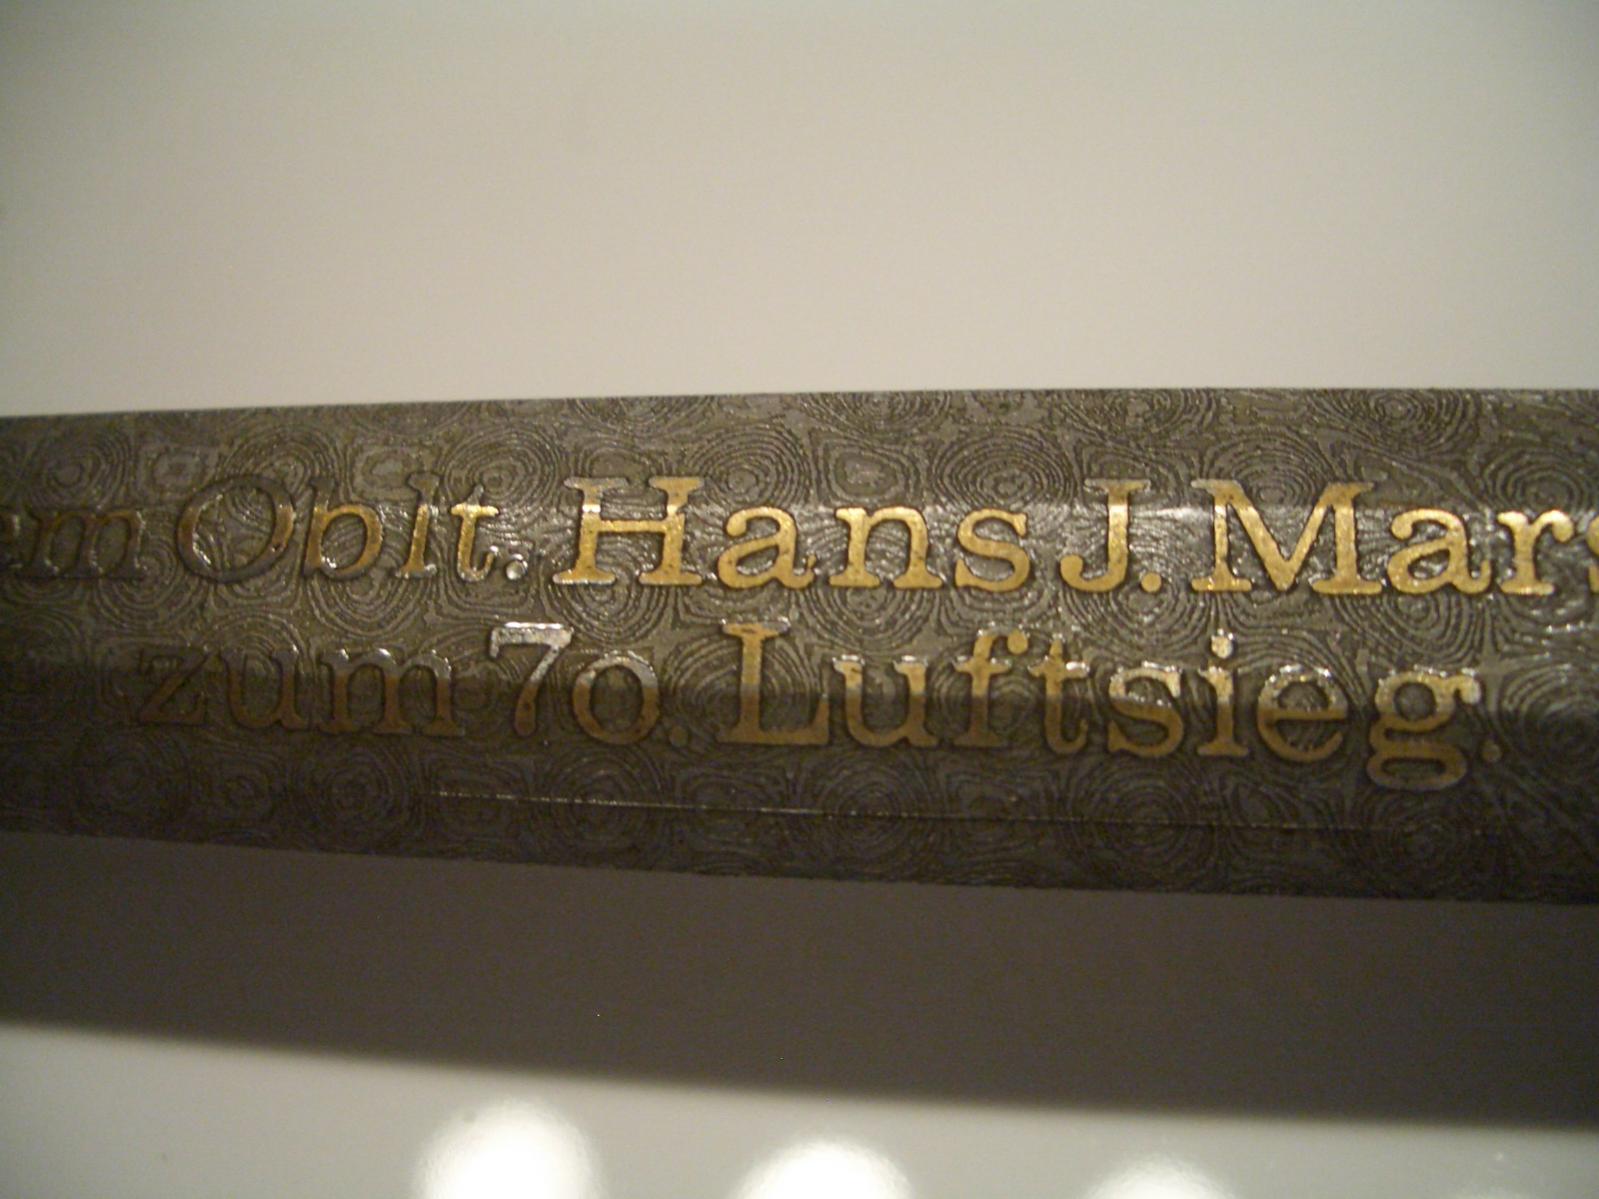 em Oblt. Hans J. Mars
zum 70. Luftsieg.